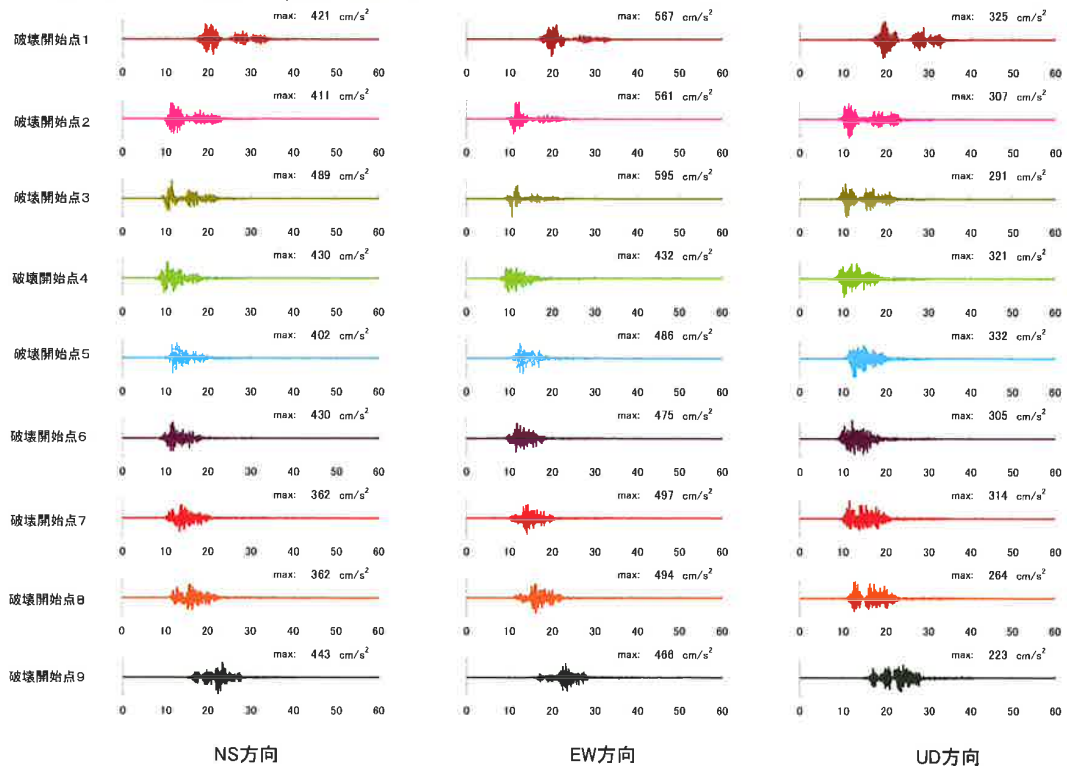 max: 421 cm/s² max: 567 cm/s² max: 325 cm/s²
破壊開始点1
0 10 20 30 40 50 60 0 10 20 30 40 50 60 0 10 20 30 40 50 60
max: 411 cm/s² max: 561 cm/s² max: 307 cm/s²
破壊開始点2
0 10 20 30 40 50 60 0 10 20 30 40 50 60 0 10 20 30 40 50 60
max: 489 cm/s² max: 595 cm/s² max: 291 cm/s²
破壊開始点3
0 10 20 30 40 50 60 0 10 20 30 40 50 60 0 10 20 30 40 50 60
max: 430 cm/s² max: 432 cm/s² max: 321 cm/s²
破壊開始点4
0 10 20 30 40 50 60 0 10 20 30 40 50 60 0 10 20 30 40 50 60
max: 402 cm/s² max: 486 cm/s² max: 332 cm/s²
破壊開始点5
0 10 20 30 40 50 60 0 10 20 30 40 50 60 0 10 20 30 40 50 60
max: 430 cm/s² max: 475 cm/s² max: 305 cm/s²
破壊開始点6
0 10 20 30 40 50 60 0 10 20 30 40 50 60 0 10 20 30 40 50 60
max: 362 cm/s² max: 497 cm/s² max: 314 cm/s²
破壊開始点7
0 10 20 30 40 50 60 0 10 20 30 40 50 60 0 10 20 30 40 50 60
max: 362 cm/s² max: 494 cm/s² max: 264 cm/s²
破壊開始点8
0 10 20 30 40 50 60 0 10 20 30 40 50 60 0 10 20 30 40 50 60
max: 443 cm/s² max: 468 cm/s² max: 223 cm/s²
破壊開始点9
0 10 20 30 40 50 60 0 10 20 30 40 50 60 0 10 20 30 40 50 60
NS方向 EW方向 UD方向